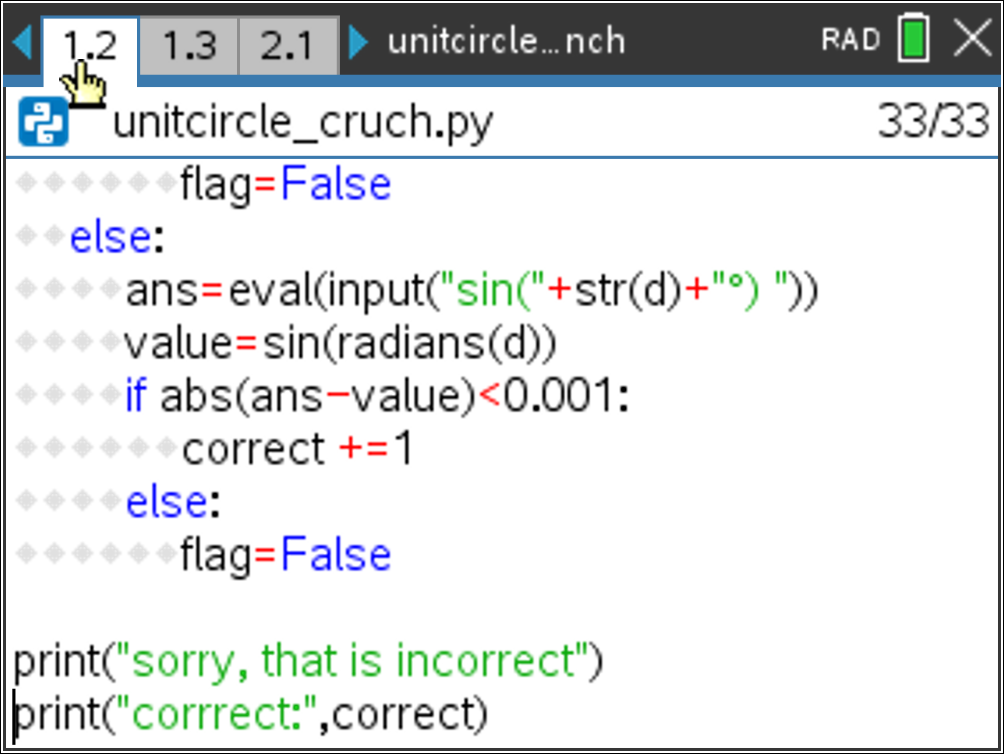 1.2 1.3 2.1 unitcircle...nch RAD
unitcircle_cruch.py 33/33
flag=False
else:
ans=eval(input("sin("+str(d)+"°) "))
value=sin(radians(d))
if abs(ans-value)<0.001:
correct +=1
else:
flag=False
print("sorry, that is incorrect")
print("corrrect:",correct)